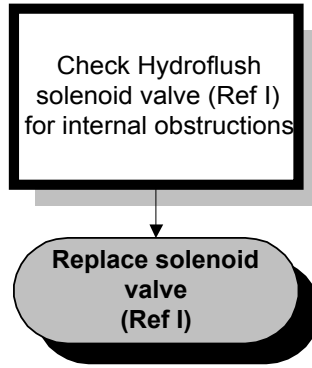 Check Hydroflush
solenoid valve (Ref I)
for internal obstructions
Replace solenoid
valve
(Ref I)